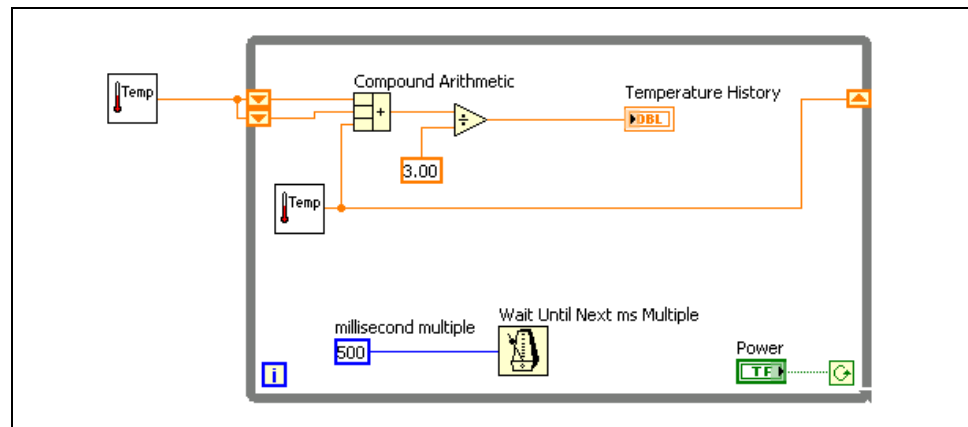 Temp
Compound Arithmetic
+
÷
Temperature History
DBL
3.00
Temp
millisecond multiple
500
Wait Until Next ms Multiple
Power
TF
i